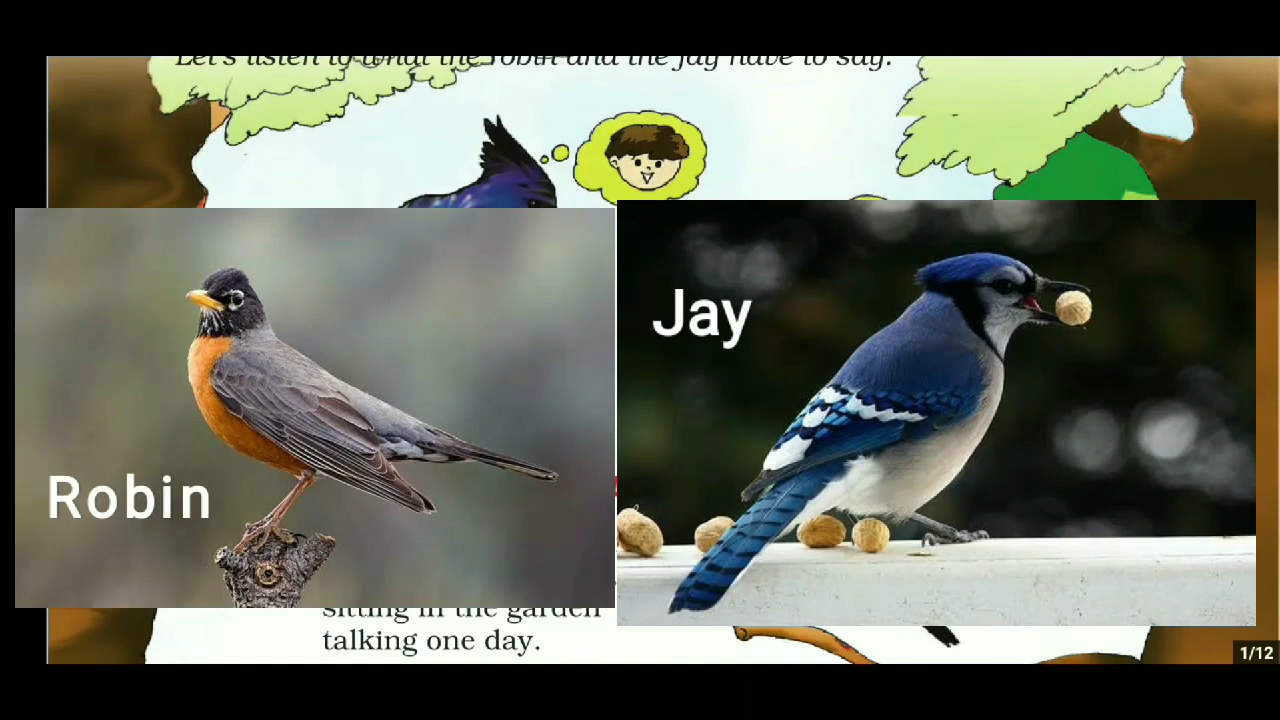 Let's listen to what the robin and the jay have to say.
Jay
Robin
sitting in the garden
talking one day.
1/12